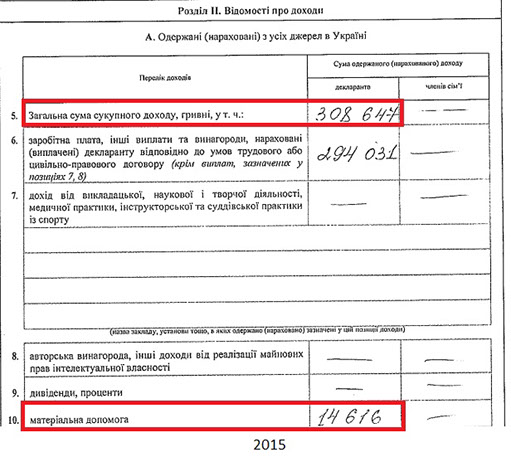 Розділ II. Відомості про доходи
А. Одержані (нараховані) з усіх джерел в Україні
Перелік доходів
Сума одержаного (нарахованого) доходу
декларанта
членів сім'ї
5. Загальна сума сукупного доходу, гривні, у т. ч.: 308 647 —
6. заробітна плата, інші виплати та винагороди, нараховані
(виплачені) декларанту відповідно до умов трудового або
цивільно-правового договору (крім виплат, зазначених у
позиціях 7, 8)
294 031 —
7. дохід від викладацької, наукової і творчої діяльності,
медичної практики, інструкторської та суддівської практики
із спорту
— —
(назва закладу, установи тощо, в яких одержано (нараховано) зазначені у цій позиції доходи)
8. авторська винагорода, інші доходи від реалізації майнових
прав інтелектуальної власності
— —
9. дивіденди, проценти — —
10. матеріальна допомога 14 616 —
2015